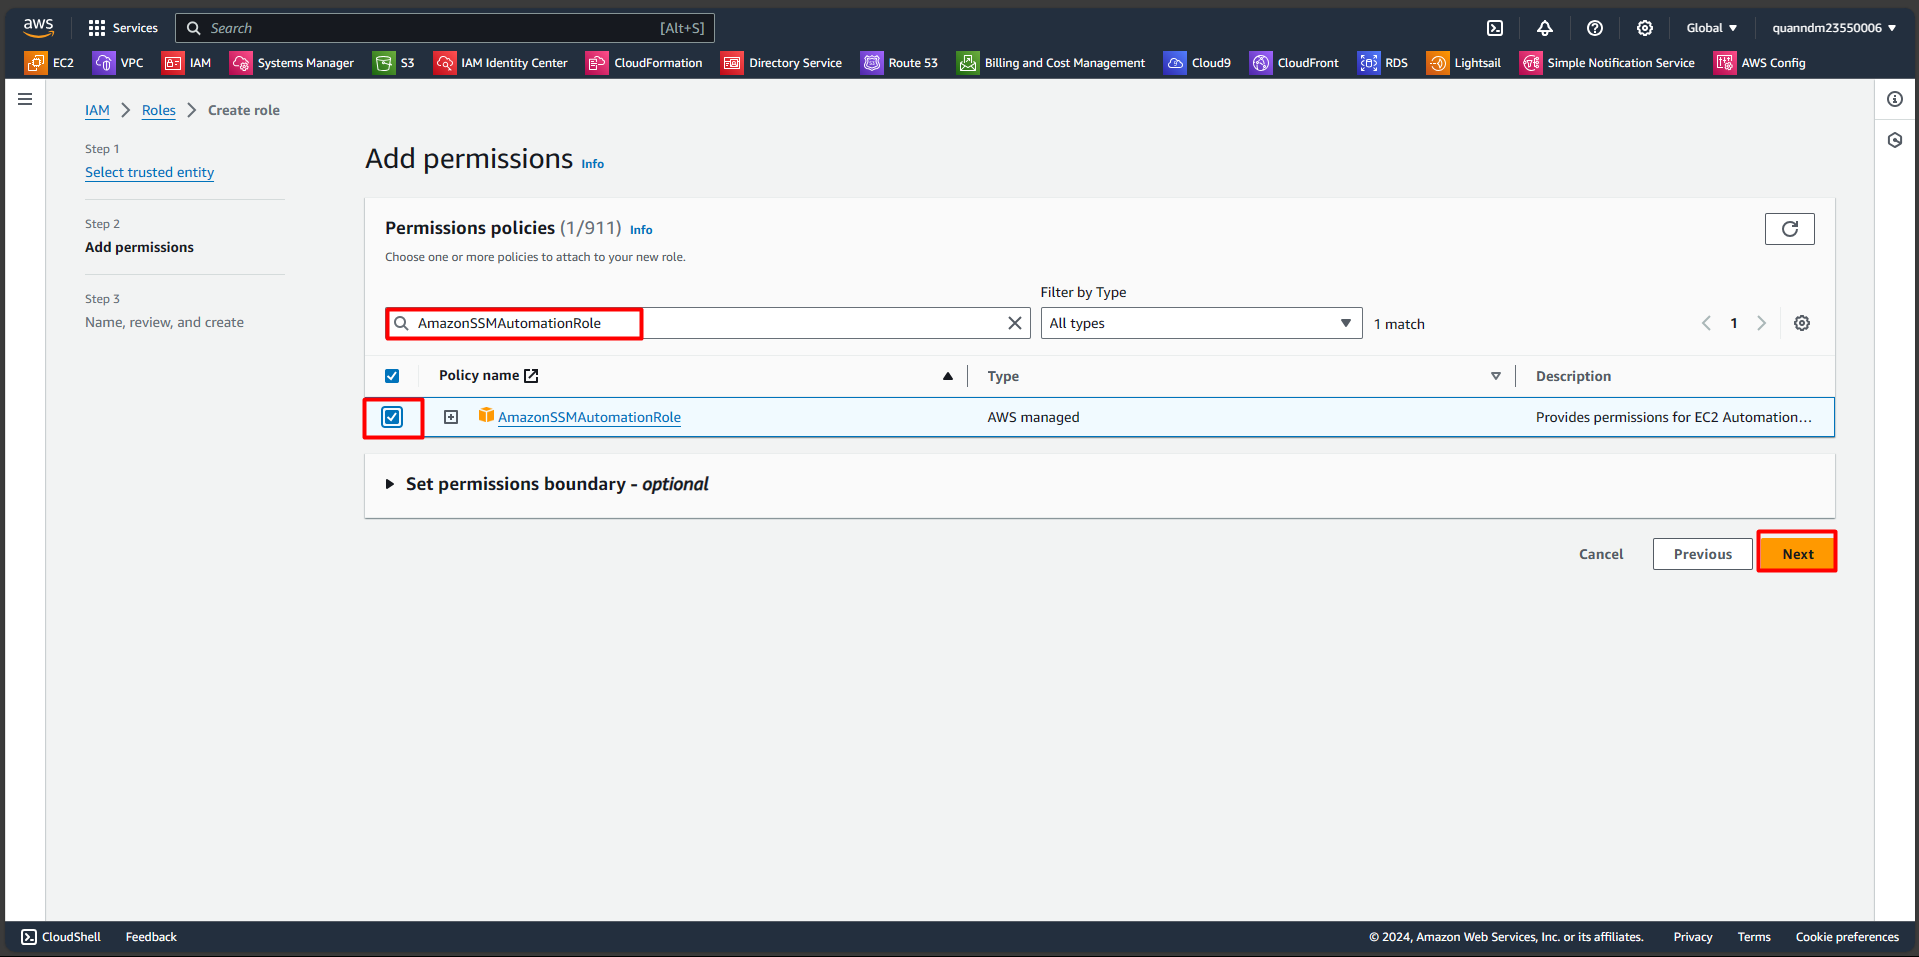 aws Services Search [Alt+S] Global quanndm23550006
EC2 VPC IAM Systems Manager S3 IAM Identity Center CloudFormation Directory Service Route 53 Billing and Cost Management Cloud9 CloudFront RDS Lightsail Simple Notification Service AWS Config
IAM Roles Create role
Step 1
Select trusted entity
Step 2
Add permissions
Step 3
Name, review, and create
Add permissions Info
Permissions policies (1/911) Info
Choose one or more policies to attach to your new role.
Filter by Type
AmazonSSMAutomationRole All types 1 match 1
Policy name Type Description
AmazonSSMAutomationRole AWS managed Provides permissions for EC2 Automation...
Set permissions boundary - optional
Cancel Previous Next
CloudShell Feedback © 2024, Amazon Web Services, Inc. or its affiliates. Privacy Terms Cookie preferences